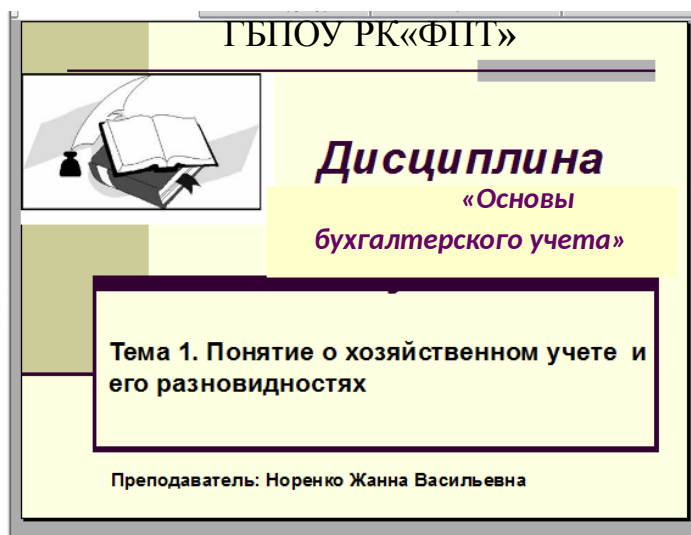 ГБПОУ РК«ФПТ»
Дисциплина
«Основы
бухгалтерского учета»
Тема 1. Понятие о хозяйственном учете и
его разновидностях
Преподаватель: Норенко Жанна Васильевна